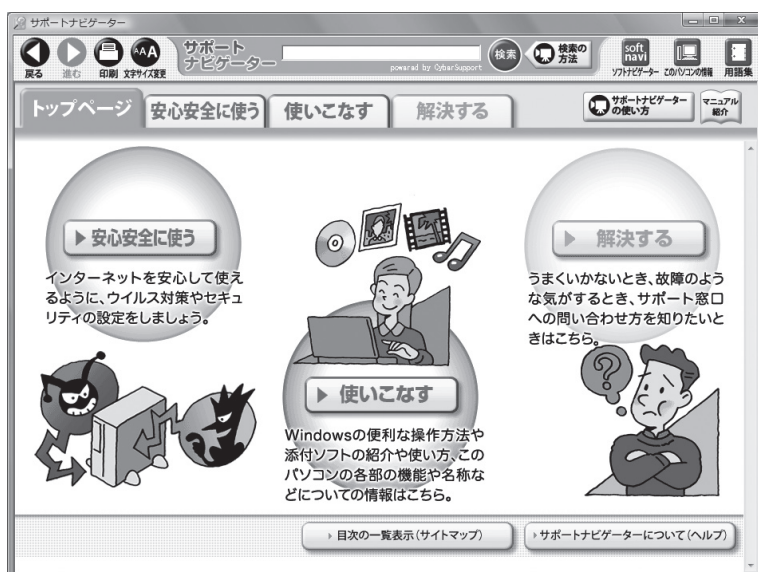 サポートナビゲーター
戻る 進む 印刷 文字サイズ変更
サポート
ナビゲーター
powered by CybarSupport
検索
検索の
方法
soft
navi
ソフトナビゲーター このパソコンの情報 用語集
トップページ 安心安全に使う 使いこなす 解決する
サポートナビゲーター
の使い方
マニュアル
紹介
安心安全に使う
インターネットを安心して使え
るように、ウイルス対策やセキュ
リティの設定をしましょう。
使いこなす
Windowsの便利な操作方法や
添付ソフトの紹介や使い方、この
パソコンの各部の機能や名称な
どについての情報はこちら。
解決する
うまくいかないとき、故障のよう
な気がするとき、サポート窓口
への問い合わせ方を知りたいと
きはこちら。
?
目次の一覧表示(サイトマップ)
サポートナビゲーターについて(ヘルプ)